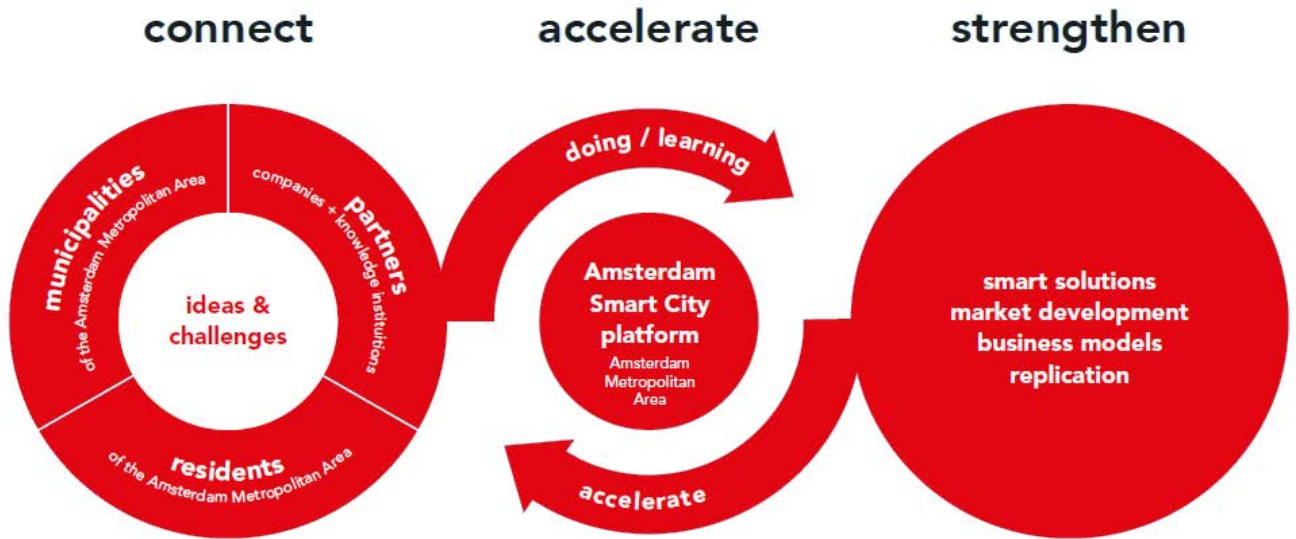 connect
accelerate
strengthen
municipalities
of the Amsterdam Metropolitan Area
partners
companies + knowledge instituitions
residents
of the Amsterdam Metropolitan Area
ideas &
challenges
doing / learning
Amsterdam
Smart City
platform
Amsterdam
Metropolitan
Area
accelerate
smart solutions
market development
business models
replication